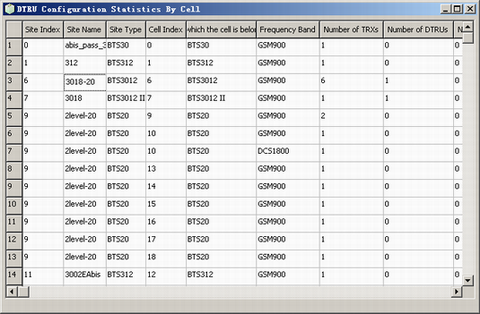 DTRU Configuration Statistics By Cell
Site Index Site Name Site Type Cell Index which the cell is belo Frequency Band Number of TRXs Number of DTRUs
1 0 abis_pass_ BTS30 0 BTS30 GSM900 1 0 0
2 1 312 BTS312 1 BTS312 GSM900 1 0 0
3 6 3018-20 BTS3012 6 BTS3012 GSM900 6 1 0
4 7 3018 BTS3012 II 7 BTS3012 II GSM900 1 1 0
5 9 2level-20 BTS20 9 BTS20 GSM900 2 0 0
6 9 2level-20 BTS20 10 BTS20 GSM900 1 0 0
7 9 2level-20 BTS20 10 BTS20 DCS1800 1 0 0
8 9 2level-20 BTS20 13 BTS20 GSM900 1 0 0
9 9 2level-20 BTS20 14 BTS20 GSM900 1 0 0
10 9 2level-20 BTS20 15 BTS20 GSM900 1 0 0
11 9 2level-20 BTS20 16 BTS20 GSM900 1 0 0
12 9 2level-20 BTS20 17 BTS20 GSM900 1 0 0
13 9 2level-20 BTS20 18 BTS20 GSM900 1 0 0
14 11 3002EAbis BTS312 12 BTS312 GSM900 1 0 0